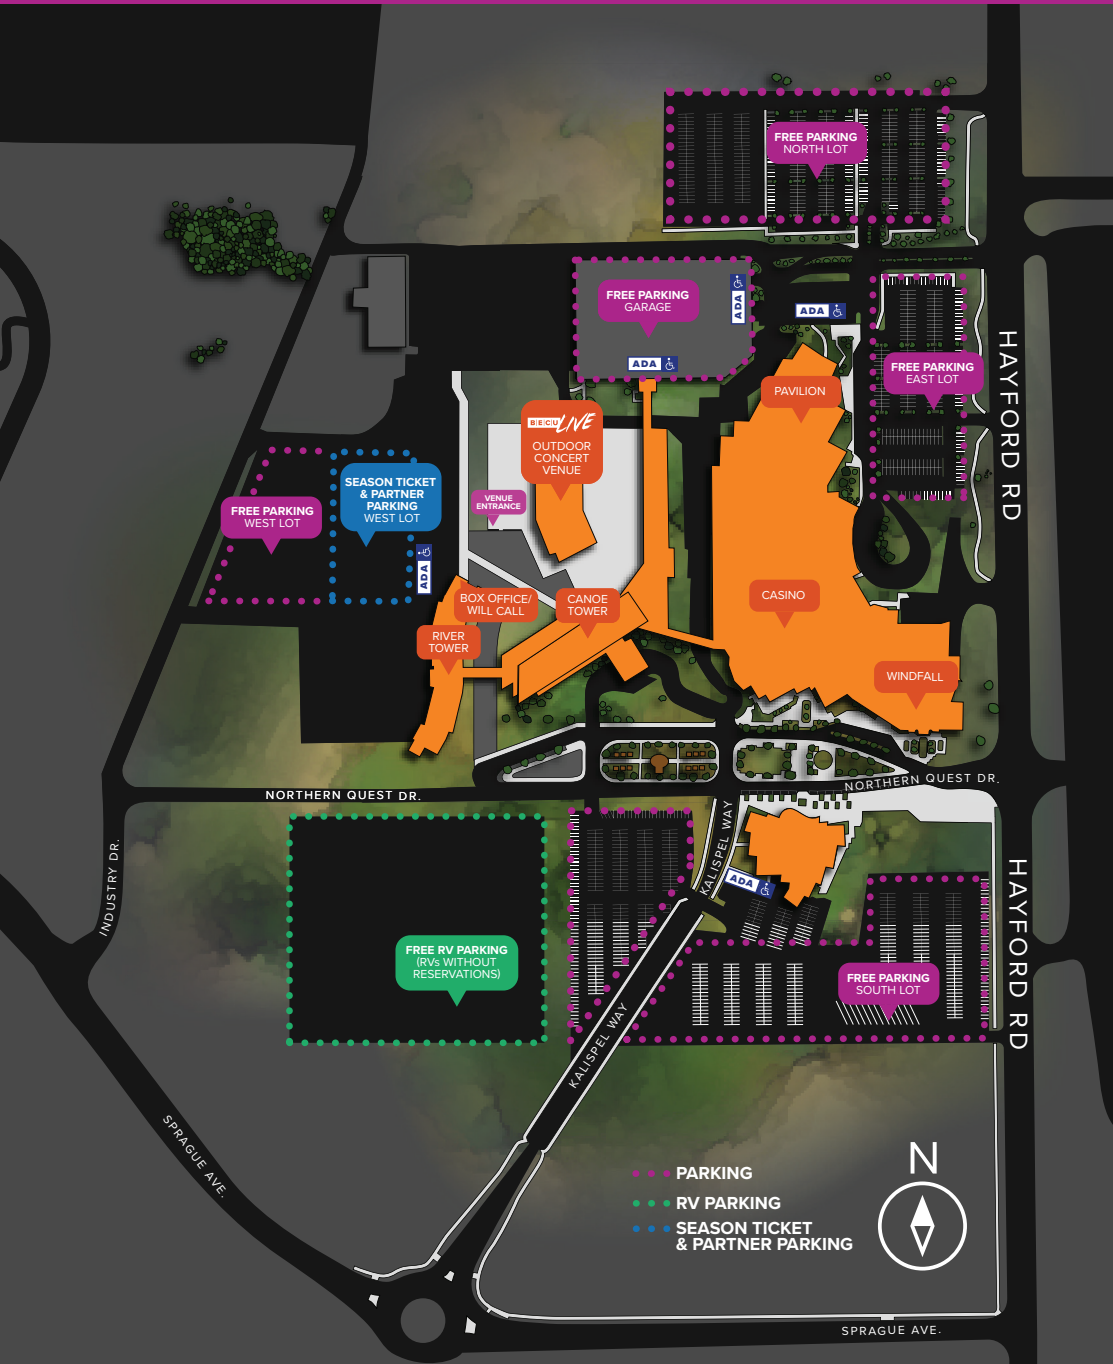 FREE PARKING
NORTH LOT
FREE PARKING
GARAGE
ADA
ADA
ADA
FREE PARKING
EAST LOT
PAVILION
HAYFORD RD
BECU LIVE
OUTDOOR
CONCERT
VENUE
VENUE
ENTRANCE
SEASON TICKET
& PARTNER
PARKING
WEST LOT
FREE PARKING
WEST LOT
ADA
BOX OFFICE/
WILL CALL
CANOE
TOWER
CASINO
RIVER
TOWER
WINDFALL
NORTHERN QUEST DR.
NORTHERN QUEST DR.
KALISPEL WAY
INDUSTRY DR.
ADA
HAYFORD RD
FREE RV PARKING
(RVs WITHOUT
RESERVATIONS)
FREE PARKING
SOUTH LOT
KALISPEL WAY
SPRAGUE AVE.
N
PARKING
RV PARKING
SEASON TICKET
& PARTNER PARKING
SPRAGUE AVE.